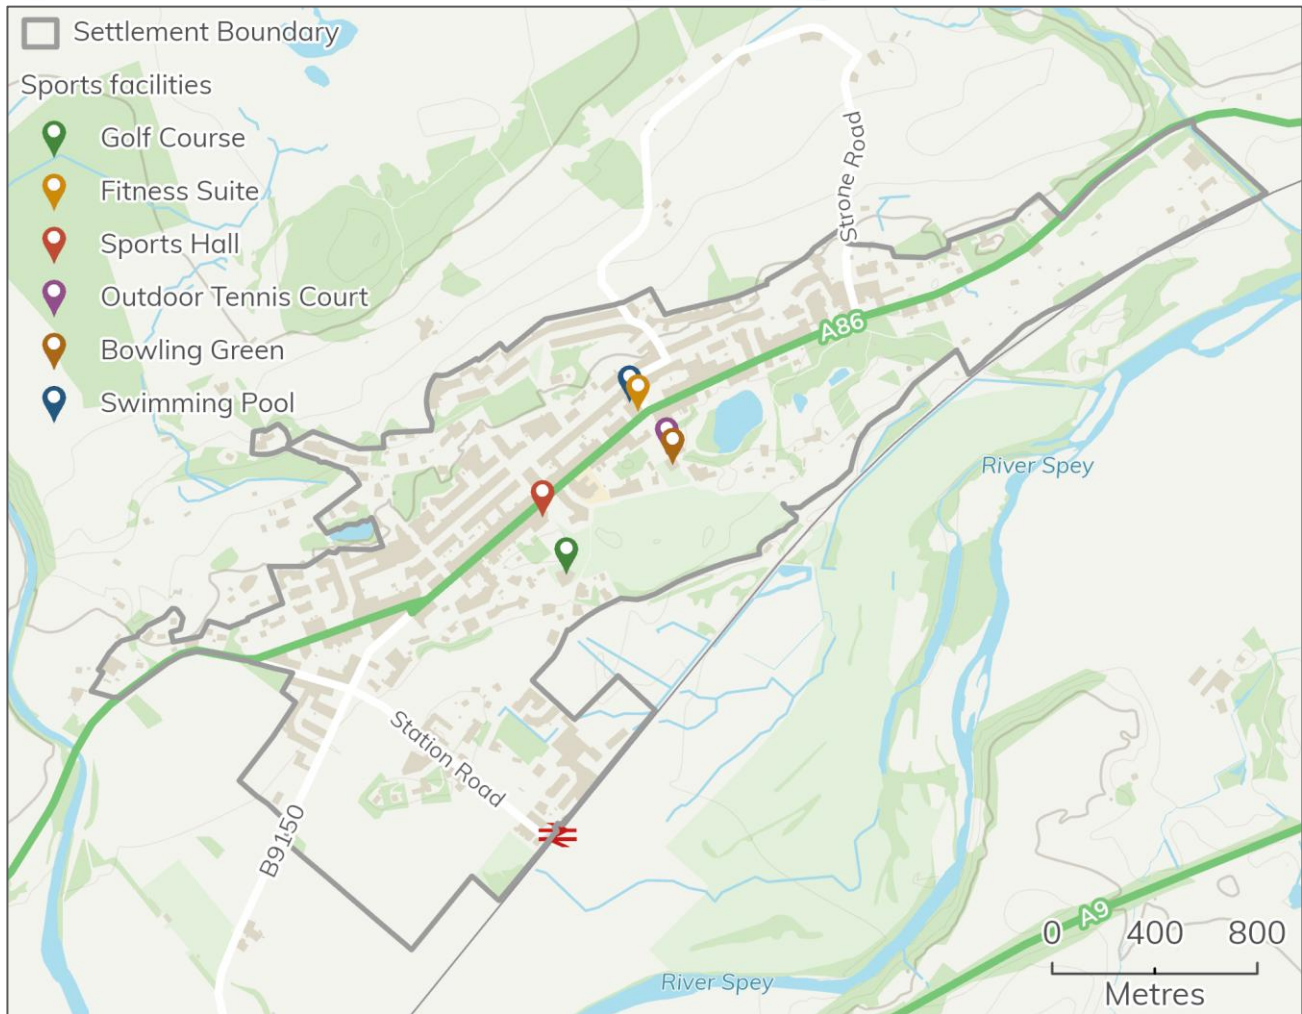 Settlement Boundary
Sports facilities
Golf Course
Fitness Suite
Sports Hall
Outdoor Tennis Court
Bowling Green
Swimming Pool
Strone Road
A86
River Spey
Station Road
B9150
A9
River Spey
0 400 800
Metres